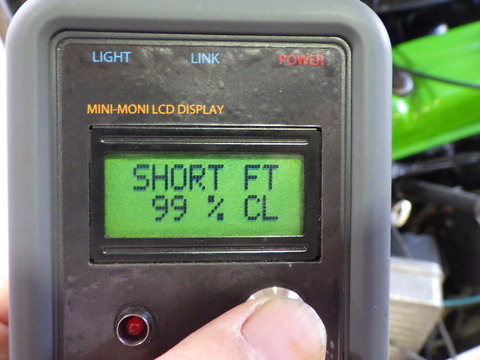 LIGHT LINK POWER
MINI-MONI LCD DISPLAY
SHORT FT
99 % CL